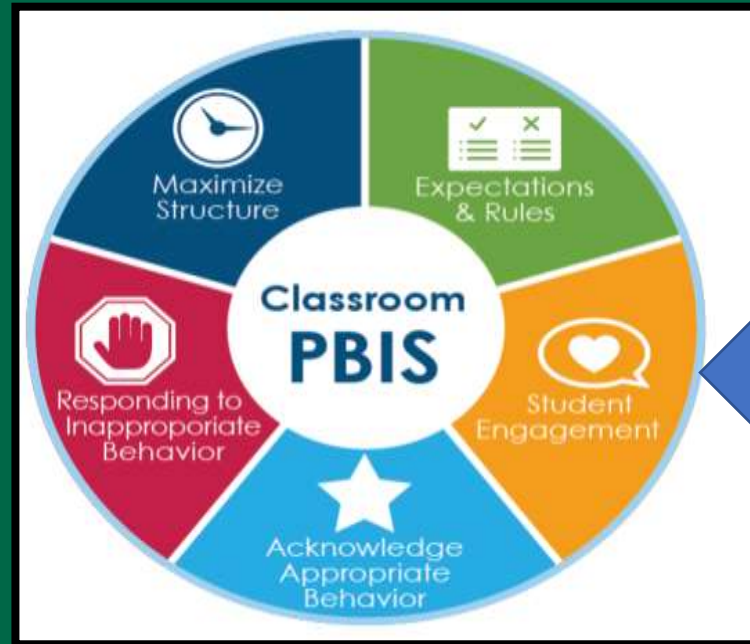 Maximize
Structure
Expectations
& Rules
Classroom
PBIS
Student
Engagement
Responding to
Inapproporiate
Behavior
Acknowledge
Appropriate
Behavior